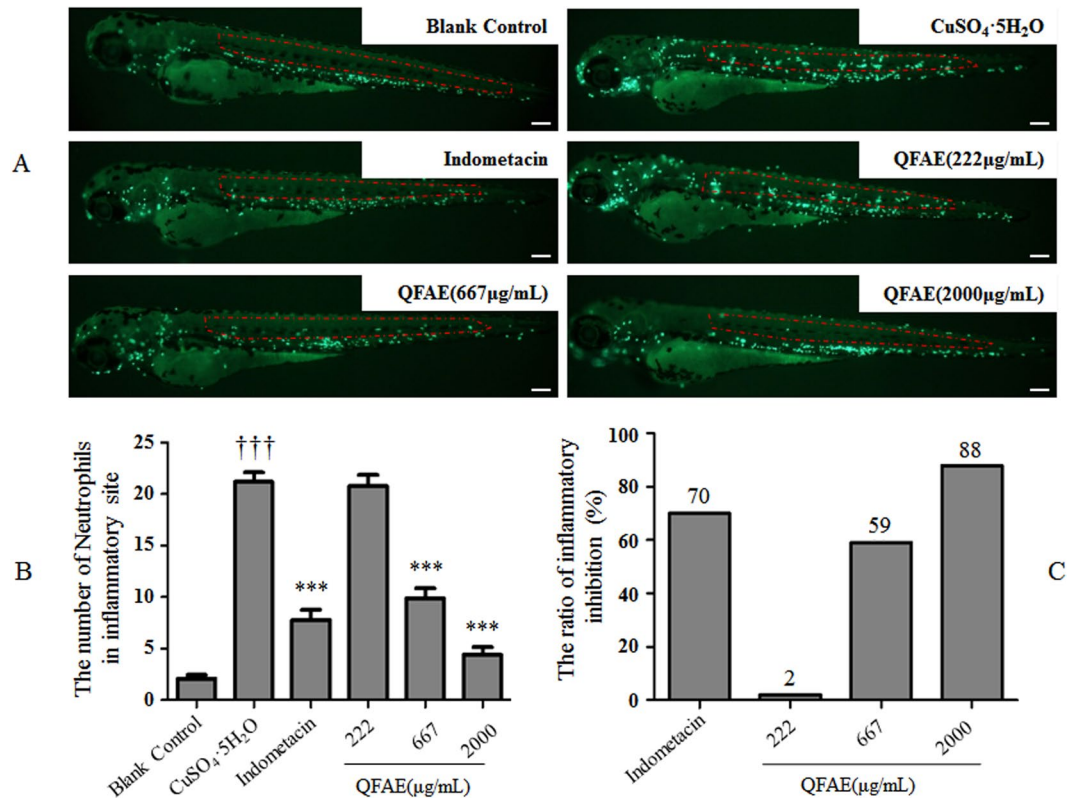 A
Blank Control
CuSO₄·5H₂O
Indometacin
QFAE(222μg/mL)
QFAE(667μg/mL)
QFAE(2000μg/mL)
B
The number of Neutrophils
in inflammatory site
25
20
15
10
5
0
†††
***
***
***
Blank Control
CuSO₄·5H₂O
Indometacin
222
667
2000
QFAE(μg/mL)
C
The ratio of inflammatory
inhibition (%)
100
80
60
40
20
0
70
2
59
88
Indometacin
222
667
2000
QFAE(μg/mL)